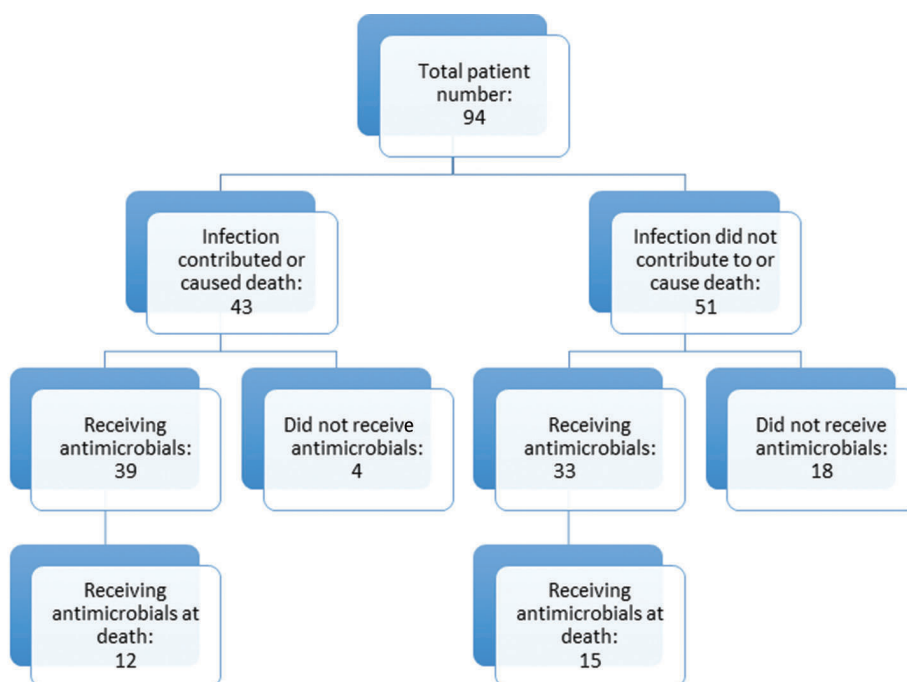 Total patient
number:
94
Infection
contributed or
caused death:
43
Infection did not
contribute to or
cause death:
51
Receiving
antimicrobials:
39
Did not receive
antimicrobials:
4
Receiving
antimicrobials:
33
Did not receive
antimicrobials:
18
Receiving
antimicrobials at
death:
12
Receiving
antimicrobials at
death:
15